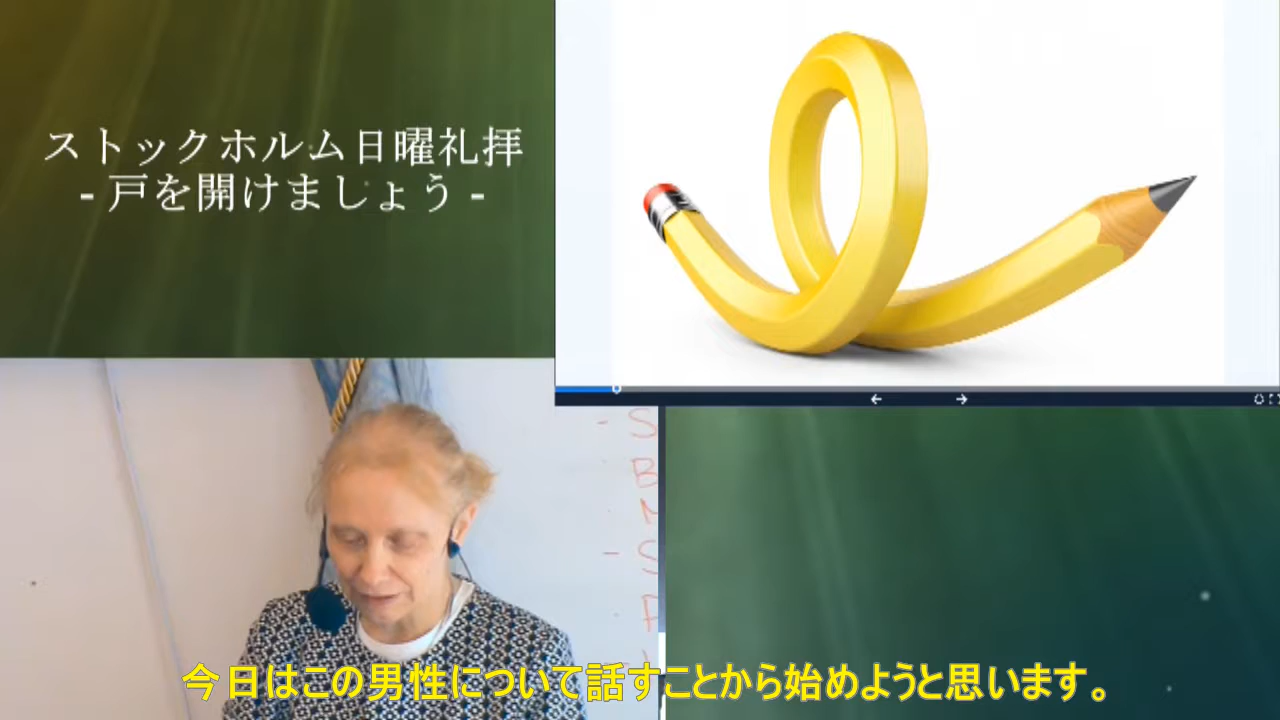 ストックホルム日曜礼拝
- 戸を開けましょう -
- S
B
- S
今日はこの男性について話すことから始めようと思います。